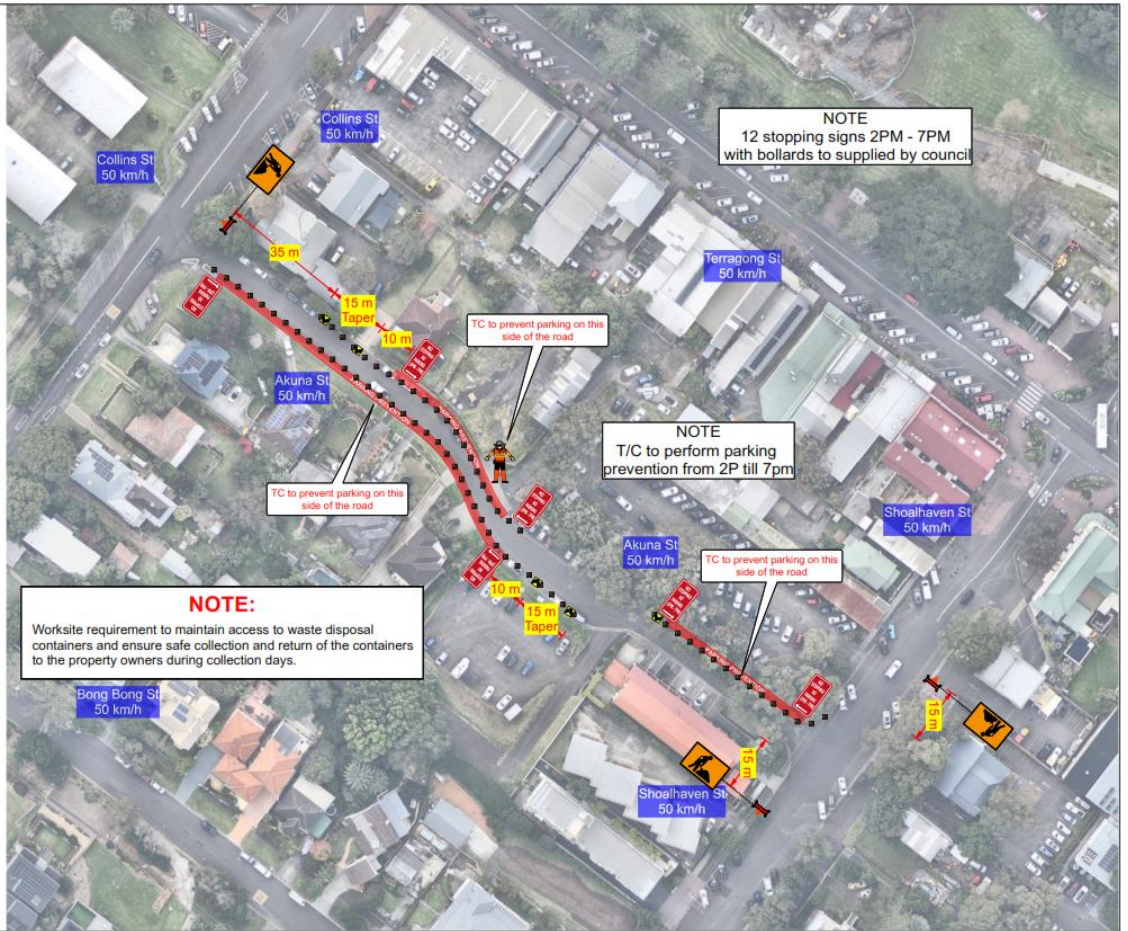 NOTE
12 stopping signs 2PM - 7PM
with bollards to supplied by council
Collins St
50 km/h
Collins St
50 km/h
Terragong St
50 km/h
35 m
15 m
Taper
10 m
TC to prevent parking on this
side of the road
Akuna St
50 km/h
NOTE
T/C to perform parking
prevention from 2P till 7pm
TC to prevent parking on this
side of the road
Shoalhaven St
50 km/h
Akuna St
50 km/h
TC to prevent parking on this
side of the road
10 m
15 m
Taper
NOTE:
Worksite requirement to maintain access to waste disposal
containers and ensure safe collection and return of the containers
to the property owners during collection days.
Bong Bong St
50 km/h
15 m
15 m
Shoalhaven St
50 km/h